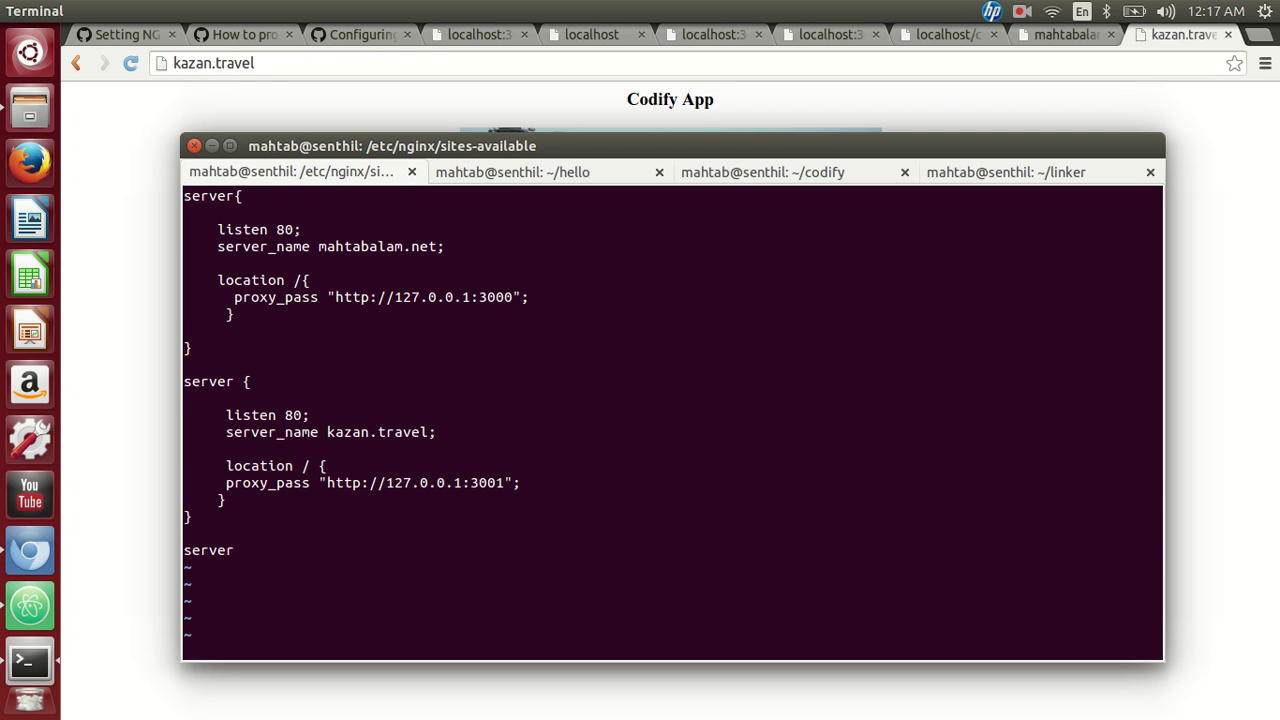 Terminal
En
12:17 AM
Setting NG
How to pro
Configuring
localhost:3
localhost
localhost:3
localhost:3
localhost/c
mahtabalam
kazan.trave
kazan.travel
Codify App
mahtab@senthil: /etc/nginx/sites-available
mahtab@senthil: /etc/nginx/si...
mahtab@senthil: ~/hello
mahtab@senthil: ~/codify
mahtab@senthil: ~/linker
server{
listen 80;
server_name mahtabalam.net;
location /{
proxy_pass "http://127.0.0.1:3000";
}
}
server {
listen 80;
server_name kazan.travel;
location / {
proxy_pass "http://127.0.0.1:3001";
}
}
server
~
~
~
~
~
hp
a
You
Tube
>_